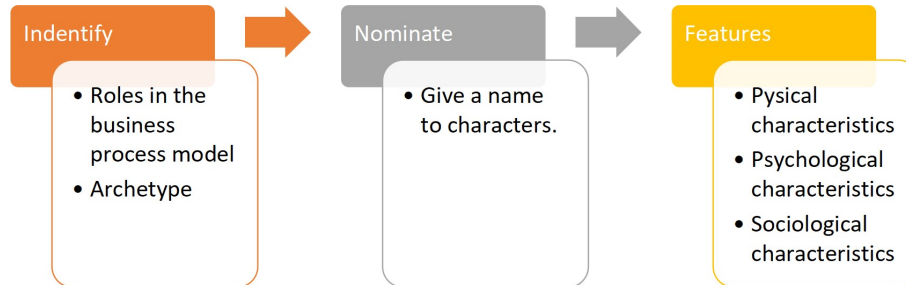 Indentify
• Roles in the
business
process model
• Archetype
Nominate
• Give a name
to characters.
Features
• Pysical
characteristics
• Psychological
characteristics
• Sociological
characteristics